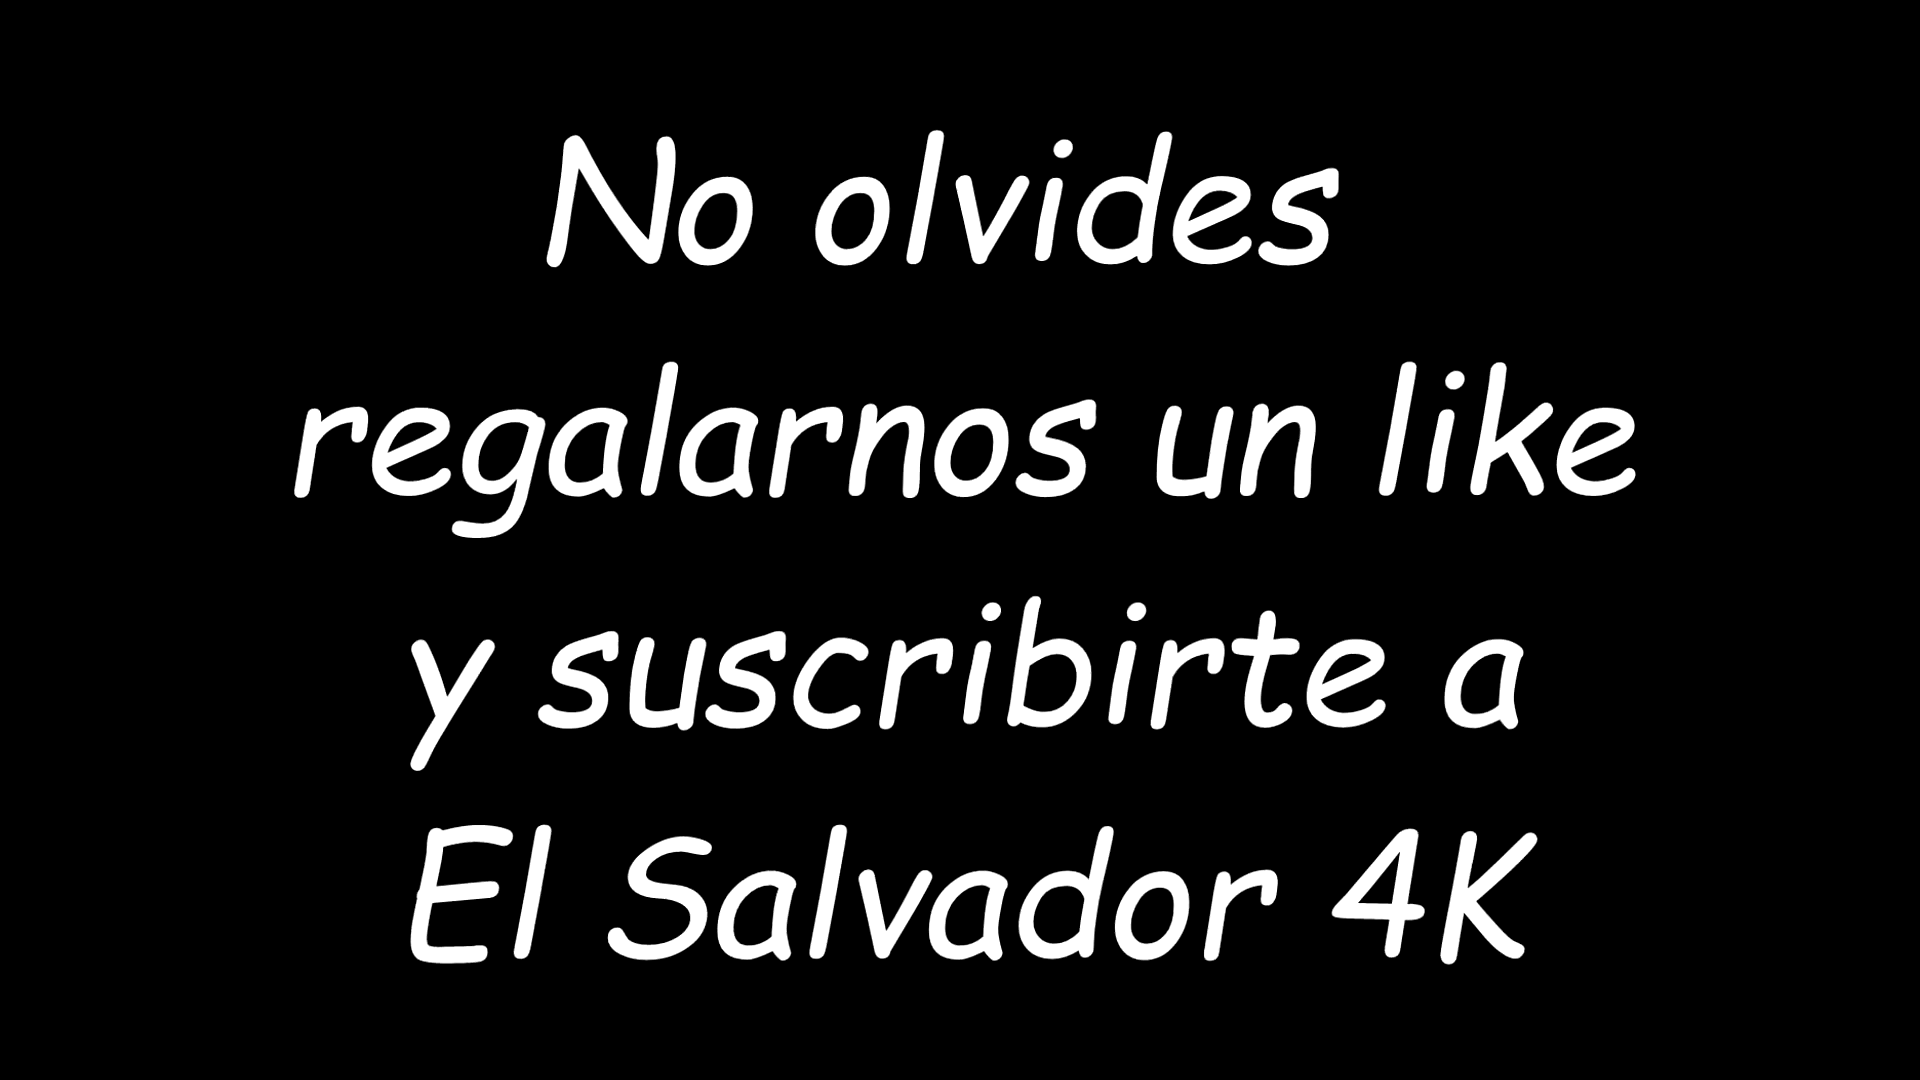 No olvides
regalarnos un like
y suscribirte a
El Salvador 4K